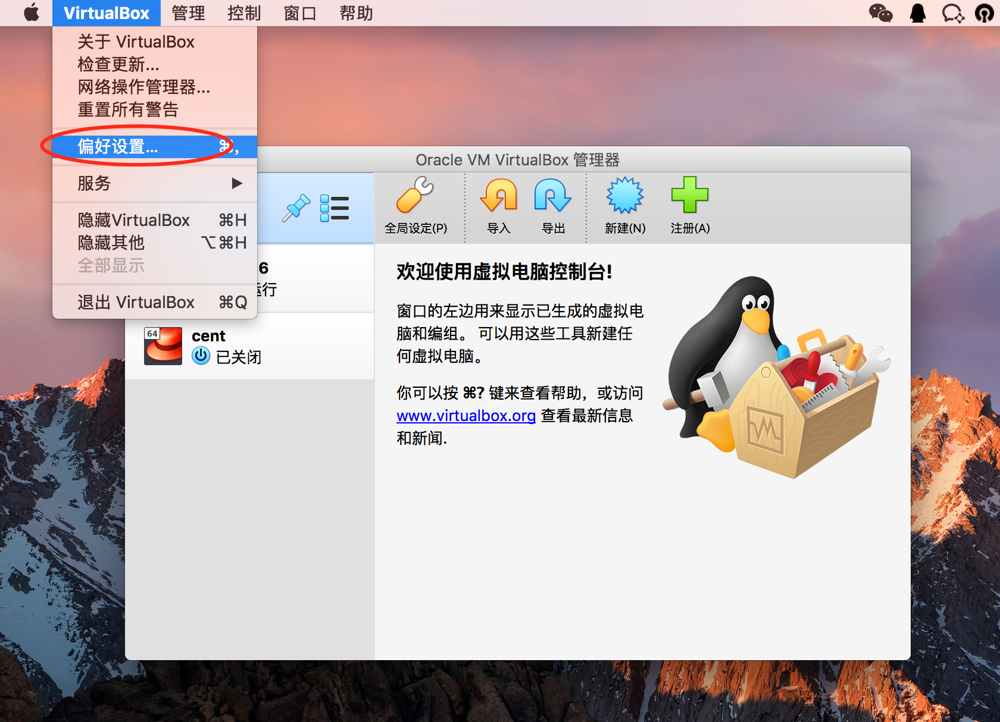 VirtualBox 管理 控制 窗口 帮助
关于 VirtualBox
检查更新...
网络操作管理器...
重置所有警告
偏好设置... ⌘,
服务 ▶
隐藏VirtualBox ⌘H
隐藏其他 ⌥⌘H
全部显示
退出 VirtualBox ⌘Q
Oracle VM VirtualBox 管理器
全局设定(P) 导入 导出 新建(N) 注册(A)
6
运行
64
cent
已关闭
欢迎使用虚拟电脑控制台!
窗口的左边用来显示已生成的虚拟电
脑和编组。 可以用这些工具新建任
何虚拟电脑。
你可以按 ⌘? 键来查看帮助，或访问
www.virtualbox.org 查看最新信息
和新闻.